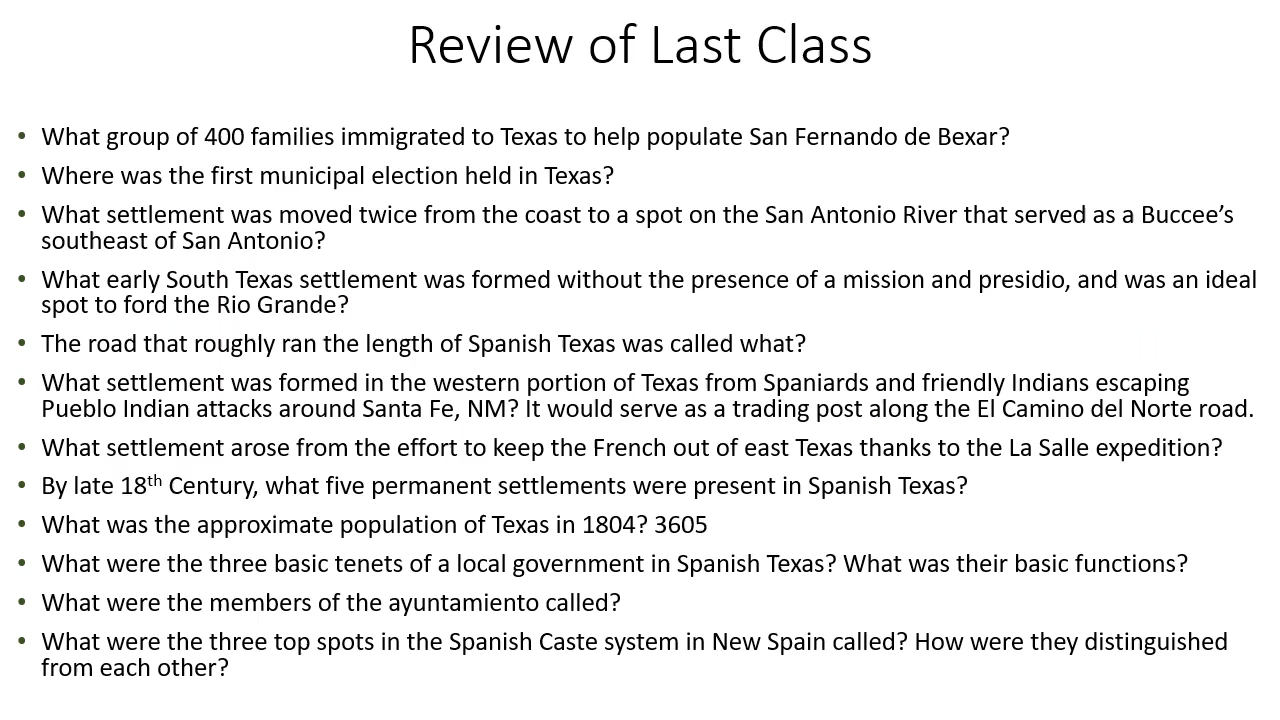 Review of Last Class
• What group of 400 families immigrated to Texas to help populate San Fernando de Bexar?
• Where was the first municipal election held in Texas?
• What settlement was moved twice from the coast to a spot on the San Antonio River that served as a Buccee’s
southeast of San Antonio?
• What early South Texas settlement was formed without the presence of a mission and presidio, and was an ideal
spot to ford the Rio Grande?
• The road that roughly ran the length of Spanish Texas was called what?
• What settlement was formed in the western portion of Texas from Spaniards and friendly Indians escaping
Pueblo Indian attacks around Santa Fe, NM? It would serve as a trading post along the El Camino del Norte road.
• What settlement arose from the effort to keep the French out of east Texas thanks to the La Salle expedition?
• By late 18th Century, what five permanent settlements were present in Spanish Texas?
• What was the approximate population of Texas in 1804? 3605
• What were the three basic tenets of a local government in Spanish Texas? What was their basic functions?
• What were the members of the ayuntamiento called?
• What were the three top spots in the Spanish Caste system in New Spain called? How were they distinguished
from each other?